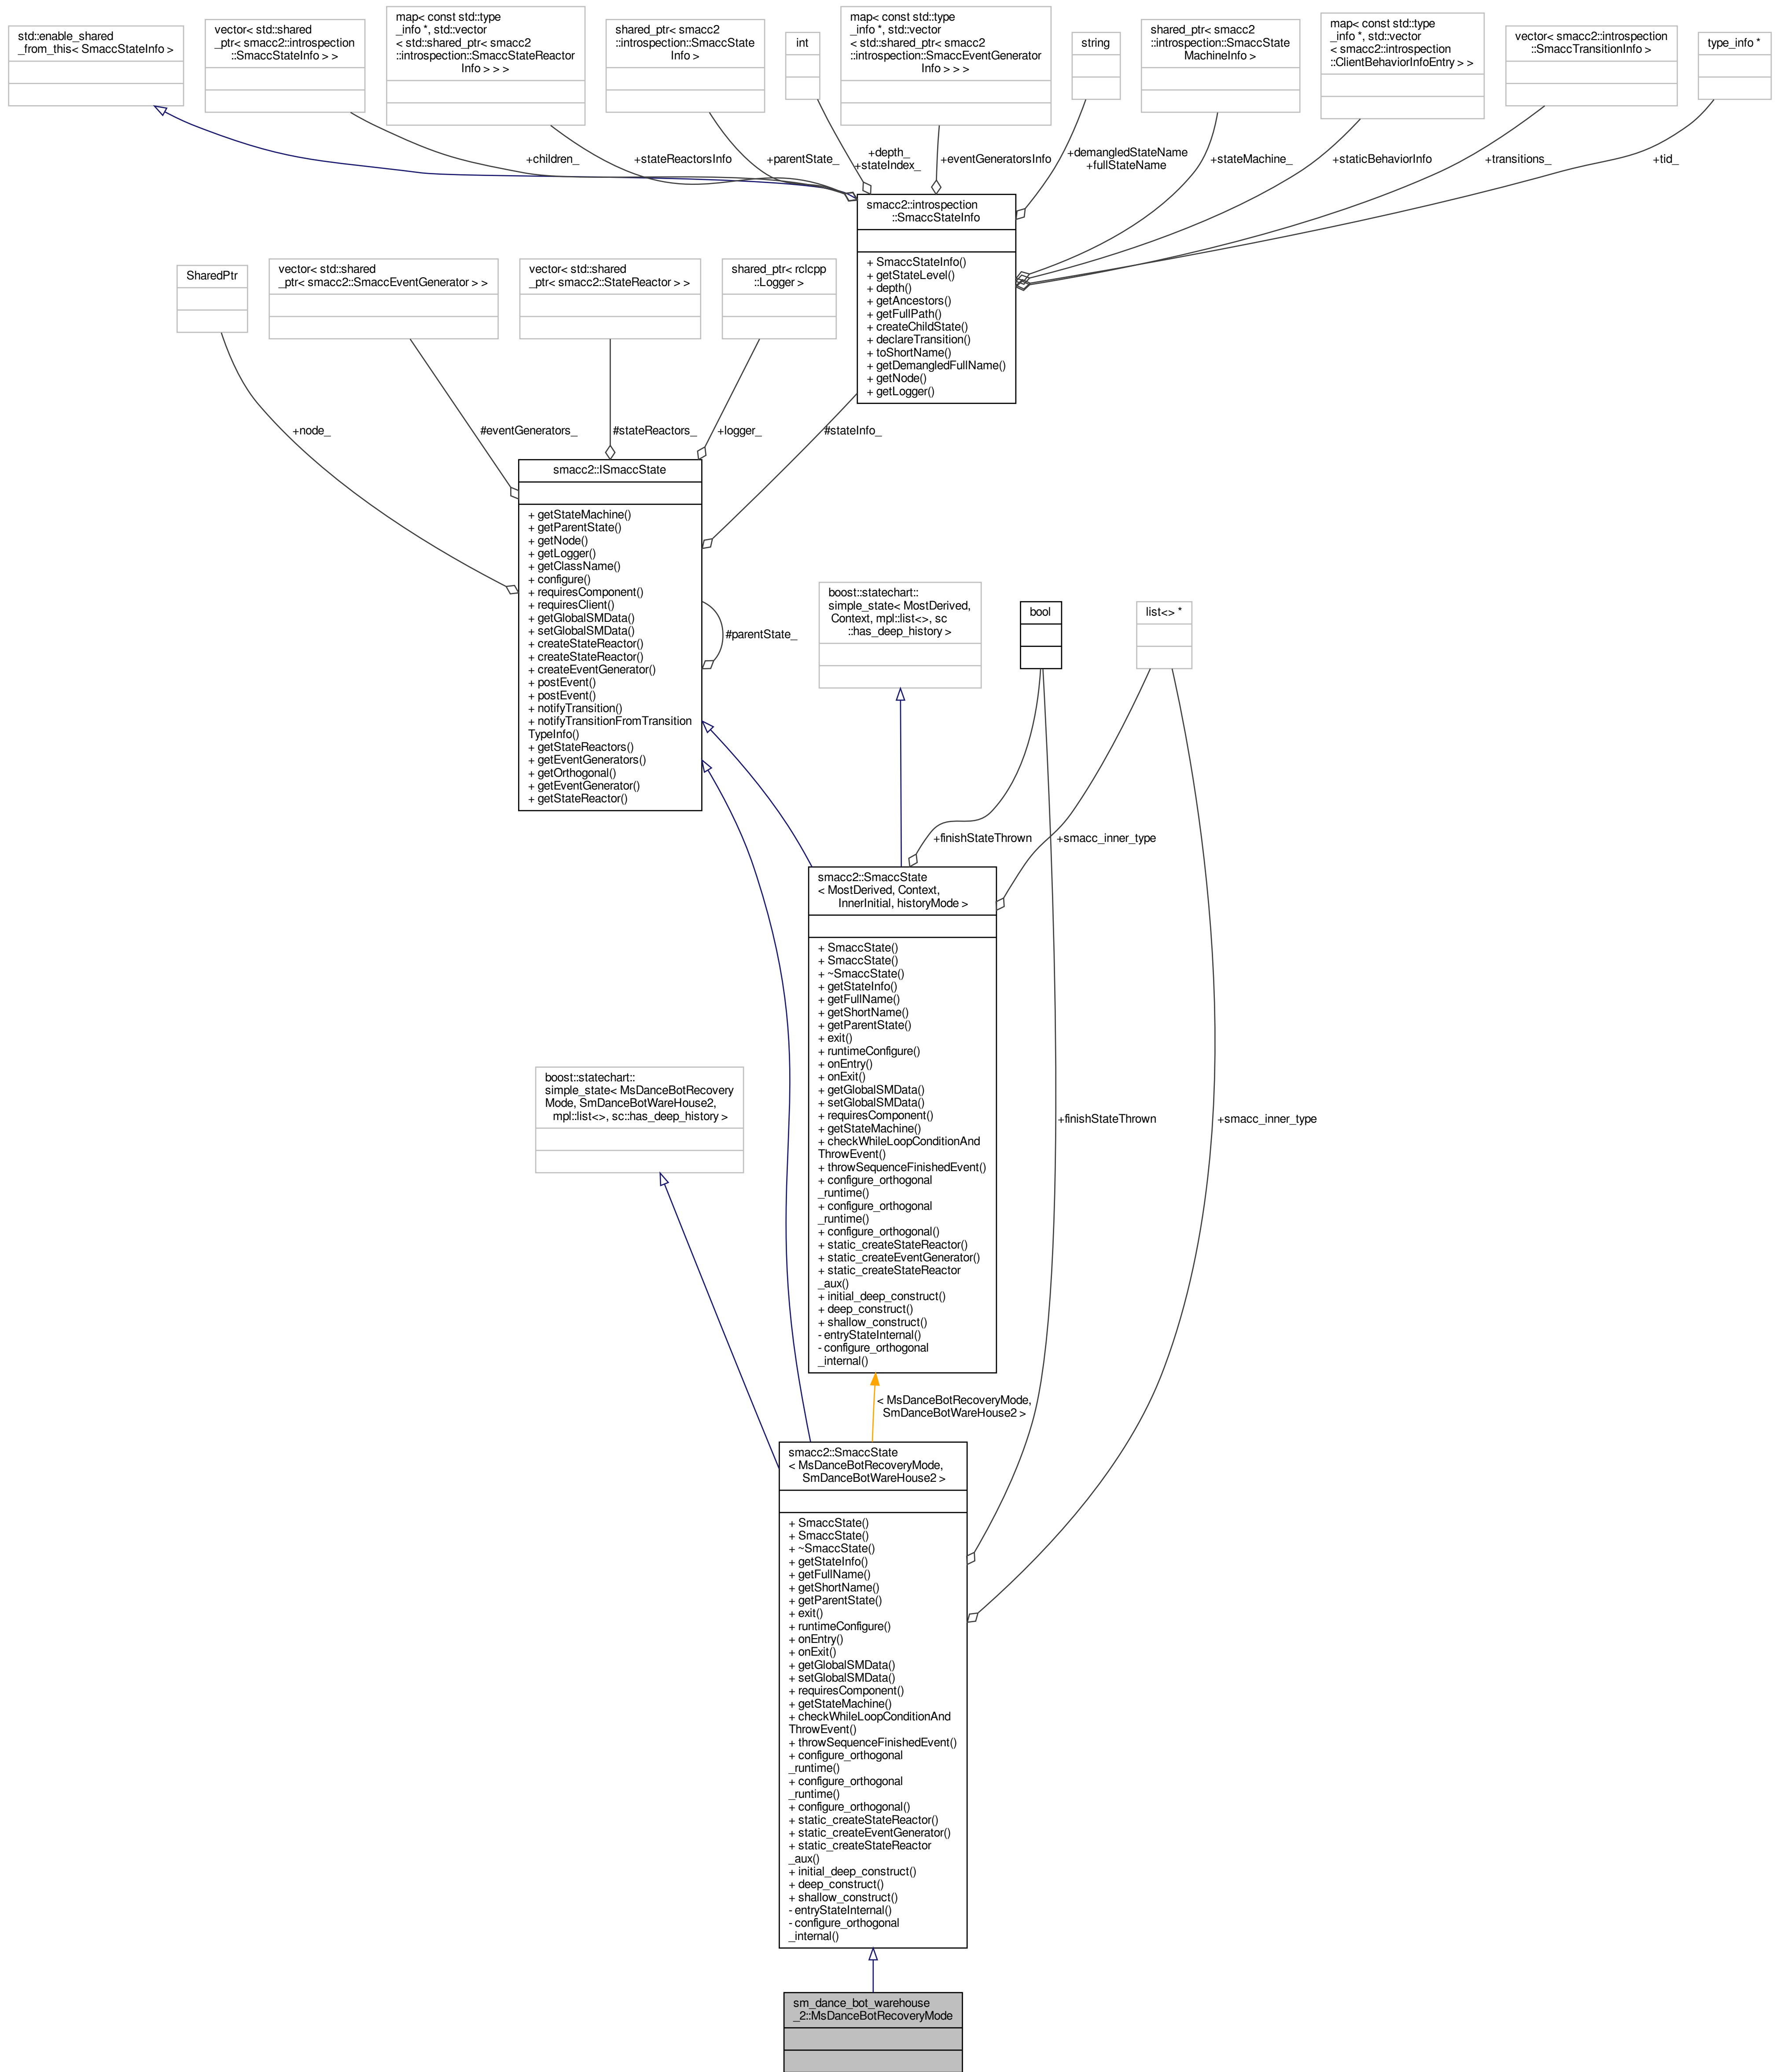 std::enable_shared
_from_this< SmaccStateInfo >
vector< std::shared
_ptr< smacc2::introspection
::SmaccStateInfo > >
map< const std::type
_info *, std::vector
< std::shared_ptr< smacc2
::introspection::SmaccStateReactor
Info > > >
shared_ptr< smacc2
::introspection::SmaccState
Info >
int
map< const std::type
_info *, std::vector
< std::shared_ptr< smacc2
::introspection::SmaccEventGenerator
Info > > >
string
shared_ptr< smacc2
::introspection::SmaccState
MachineInfo >
map< const std::type
_info *, std::vector
< smacc2::introspection
::ClientBehaviorInfoEntry > >
vector< smacc2::introspection
::SmaccTransitionInfo >
type_info *
+children_
+stateReactorsInfo
+parentState_
+depth_
+stateIndex_
+eventGeneratorsInfo
+demangledStateName
+fullStateName
+stateMachine_
+staticBehaviorInfo
+transitions_
+tid_
smacc2::introspection
::SmaccStateInfo
+ SmaccStateInfo()
+ getStateLevel()
+ depth()
+ getAncestors()
+ getFullPath()
+ createChildState()
+ declareTransition()
+ toShortName()
+ getDemangledFullName()
+ getNode()
+ getLogger()
SharedPtr
vector< std::shared
_ptr< smacc2::SmaccEventGenerator > >
vector< std::shared
_ptr< smacc2::StateReactor > >
shared_ptr< rclcpp
::Logger >
+node_
#eventGenerators_
#stateReactors_
+logger_
#stateInfo_
smacc2::ISmaccState
+ getStateMachine()
+ getParentState()
+ getNode()
+ getLogger()
+ getClassName()
+ configure()
+ requiresComponent()
+ requiresClient()
+ getGlobalSMData()
+ setGlobalSMData()
+ createStateReactor()
+ createStateReactor()
+ createEventGenerator()
+ postEvent()
+ postEvent()
+ notifyTransition()
+ notifyTransitionFromTransition
TypeInfo()
+ getStateReactors()
+ getEventGenerators()
+ getOrthogonal()
+ getEventGenerator()
+ getStateReactor()
#parentState_
boost::statechart::
simple_state< MostDerived,
Context, mpl::list<>, sc
::has_deep_history >
bool
list<> *
+finishStateThrown
+smacc_inner_type
smacc2::SmaccState
< MostDerived, Context,
InnerInitial, historyMode >
+ SmaccState()
+ SmaccState()
+ ~SmaccState()
+ getStateInfo()
+ getFullName()
+ getShortName()
+ getParentState()
+ exit()
+ runtimeConfigure()
+ onEntry()
+ onExit()
+ getGlobalSMData()
+ setGlobalSMData()
+ requiresComponent()
+ getStateMachine()
+ checkWhileLoopConditionAnd
ThrowEvent()
+ throwSequenceFinishedEvent()
+ configure_orthogonal
_runtime()
+ configure_orthogonal
_runtime()
+ configure_orthogonal()
+ static_createStateReactor()
+ static_createEventGenerator()
+ static_createStateReactor
_aux()
+ initial_deep_construct()
+ deep_construct()
+ shallow_construct()
- entryStateInternal()
- configure_orthogonal
_internal()
boost::statechart::
simple_state< MsDanceBotRecovery
Mode, SmDanceBotWareHouse2,
mpl::list<>, sc::has_deep_history >
+finishStateThrown
+smacc_inner_type
< MsDanceBotRecoveryMode,
SmDanceBotWareHouse2 >
smacc2::SmaccState
< MsDanceBotRecoveryMode,
SmDanceBotWareHouse2 >
+ SmaccState()
+ SmaccState()
+ ~SmaccState()
+ getStateInfo()
+ getFullName()
+ getShortName()
+ getParentState()
+ exit()
+ runtimeConfigure()
+ onEntry()
+ onExit()
+ getGlobalSMData()
+ setGlobalSMData()
+ requiresComponent()
+ getStateMachine()
+ checkWhileLoopConditionAnd
ThrowEvent()
+ throwSequenceFinishedEvent()
+ configure_orthogonal
_runtime()
+ configure_orthogonal
_runtime()
+ configure_orthogonal()
+ static_createStateReactor()
+ static_createEventGenerator()
+ static_createStateReactor
_aux()
+ initial_deep_construct()
+ deep_construct()
+ shallow_construct()
- entryStateInternal()
- configure_orthogonal
_internal()
sm_dance_bot_warehouse
_2::MsDanceBotRecoveryMode